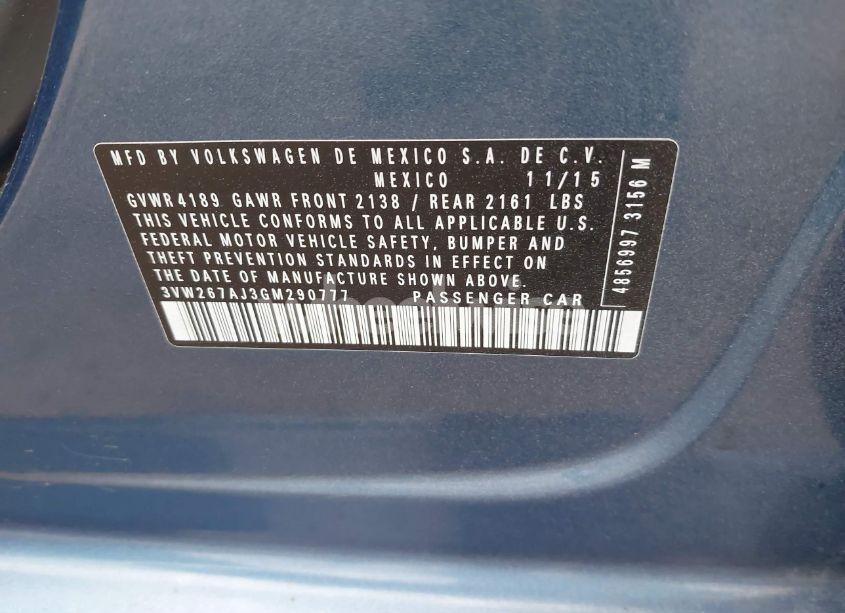 MFD BY VOLKSWAGEN DE MEXICO S.A. DE C.V.
MEXICO 11/15
GVWR 4189 GAWR FRONT 2138 / REAR 2161 LBS
THIS VEHICLE CONFORMS TO ALL APPLICABLE U.S.
FEDERAL MOTOR VEHICLE SAFETY, BUMPER AND
THEFT PREVENTION STANDARDS IN EFFECT ON
THE DATE OF MANUFACTURE SHOWN ABOVE.
3VW267AJ3GM290777 PASSENGER CAR
4856997 3156 M